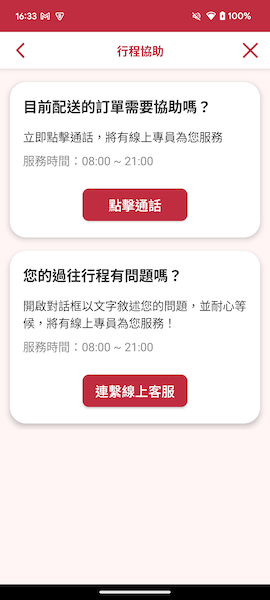 16:33 100%
行程協助
目前配送的訂單需要協助嗎？
立即點擊通話，將有線上專員為您服務
服務時間：08:00 ~ 21:00
點擊通話
您的過往行程有問題嗎？
開啟對話框以文字敘述您的問題，並耐心等
候，將有線上專員為您服務！
服務時間：08:00 ~ 21:00
連繫線上客服